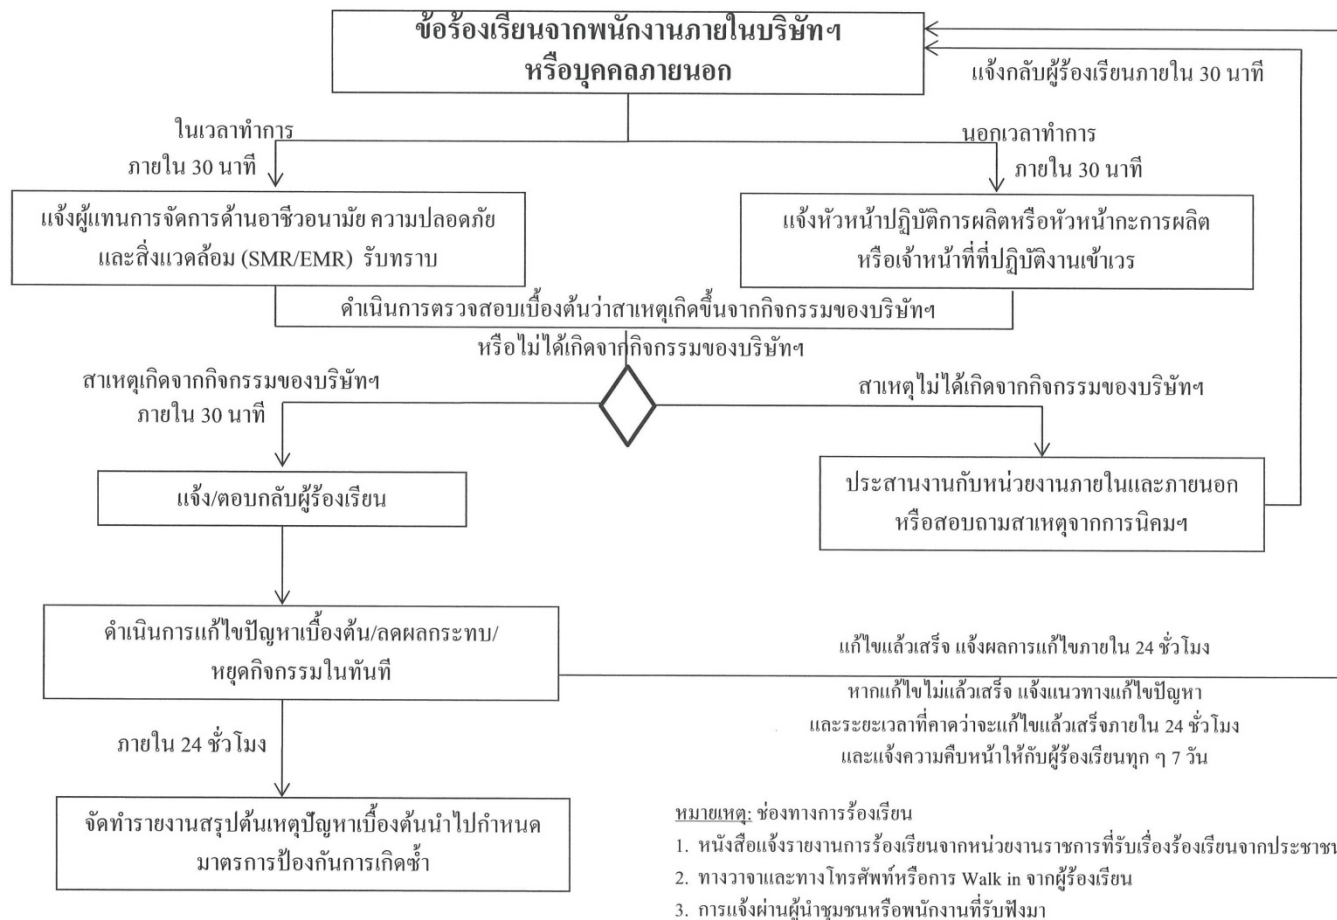 ข้อร้องเรียนจากพนักงานภายในบริษัทฯ
หรือบุคคลภายนอก
แจ้งกลับผู้ร้องเรียนภายใน 30 นาที
ในเวลาทำการ
ภายใน 30 นาที
นอกเวลาทำการ
ภายใน 30 นาที
แจ้งผู้แทนการจัดการด้านอาชีวอนามัย ความปลอดภัย
และสิ่งแวดล้อม (SMR/EMR) รับทราบ
แจ้งหัวหน้าปฏิบัติการผลิตหรือหัวหน้ากะการผลิต
หรือเจ้าหน้าที่ที่ปฏิบัติงานเข้าเวร
ดำเนินการตรวจสอบเบื้องต้นว่าสาเหตุเกิดขึ้นจากกิจกรรมของบริษัทฯ
หรือไม่ได้เกิดจากกิจกรรมของบริษัทฯ
สาเหตุเกิดจากกิจกรรมของบริษัทฯ
ภายใน 30 นาที
สาเหตุไม่ได้เกิดจากกิจกรรมของบริษัทฯ
แจ้ง/ตอบกลับผู้ร้องเรียน
ประสานงานกับหน่วยงานภายในและภายนอก
หรือสอบถามสาเหตุจากการนิคมฯ
ดำเนินการแก้ไขปัญหาเบื้องต้น/ลดผลกระทบ/
หยุดกิจกรรมในทันที
แก้ไขแล้วเสร็จ แจ้งผลการแก้ไขภายใน 24 ชั่วโมง
หากแก้ไขไม่แล้วเสร็จ แจ้งแนวทางแก้ไขปัญหา
และระยะเวลาที่คาดว่าจะแก้ไขแล้วเสร็จภายใน 24 ชั่วโมง
และแจ้งความคืบหน้าให้กับผู้ร้องเรียนทุก ๆ 7 วัน
ภายใน 24 ชั่วโมง
จัดทำรายงานสรุปต้นเหตุปัญหาเบื้องต้นนำไปกำหนด
มาตรการป้องกันการเกิดซ้ำ
หมายเหตุ: ช่องทางการร้องเรียน
1. หนังสือแจ้งรายงานการร้องเรียนจากหน่วยงานราชการที่รับเรื่องร้องเรียนจากประชาชน
2. ทางวาจาและทางโทรศัพท์หรือการ Walk in จากผู้ร้องเรียน
3. การแจ้งผ่านผู้นำชุมชนหรือพนักงานที่รับฟังมา